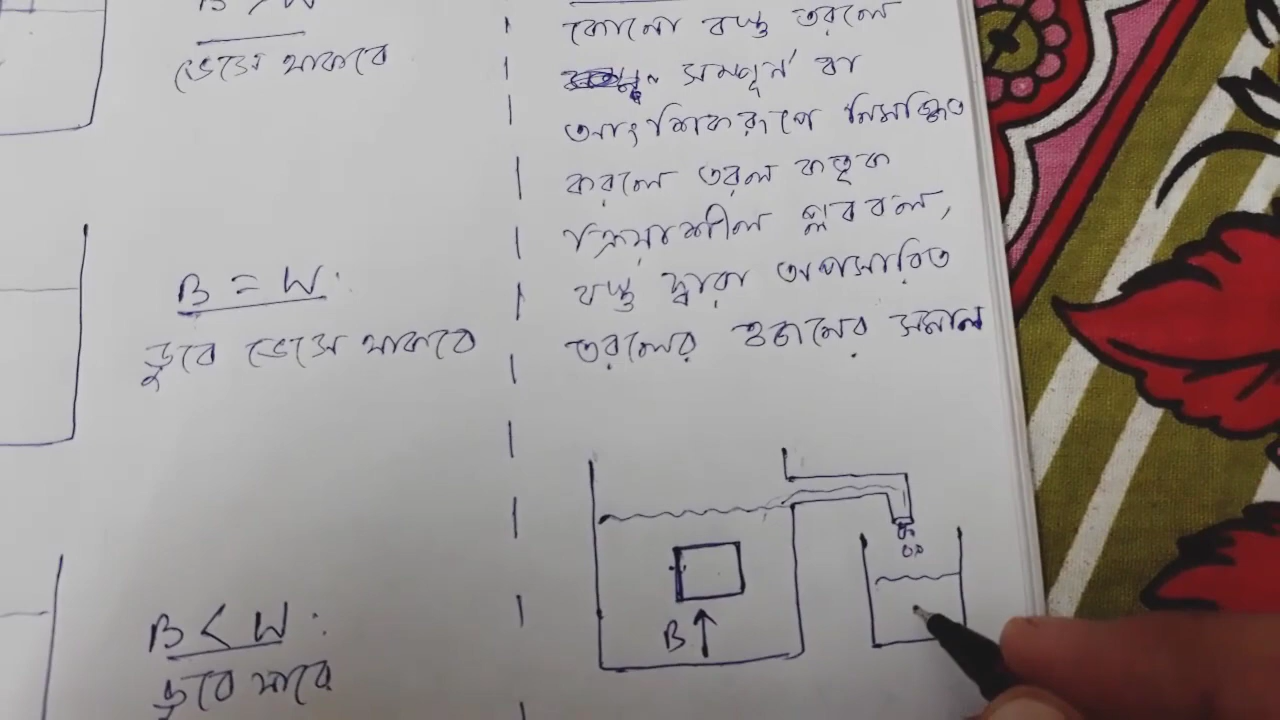 B > W
ভেসে থাকবে
B = W.
ডুবে ভেসে থাকবে
B < W :
ডুবে যাবে
কোনো বস্তু তরলে
সম্পূর্ণ বা
আংশিকরূপে নিমজ্জিত
করলে তরল কর্তৃক
ক্রিয়াশীল প্লববল,
বস্তু দ্বারা অপসারিত
তরলের ওজনের সমান
B